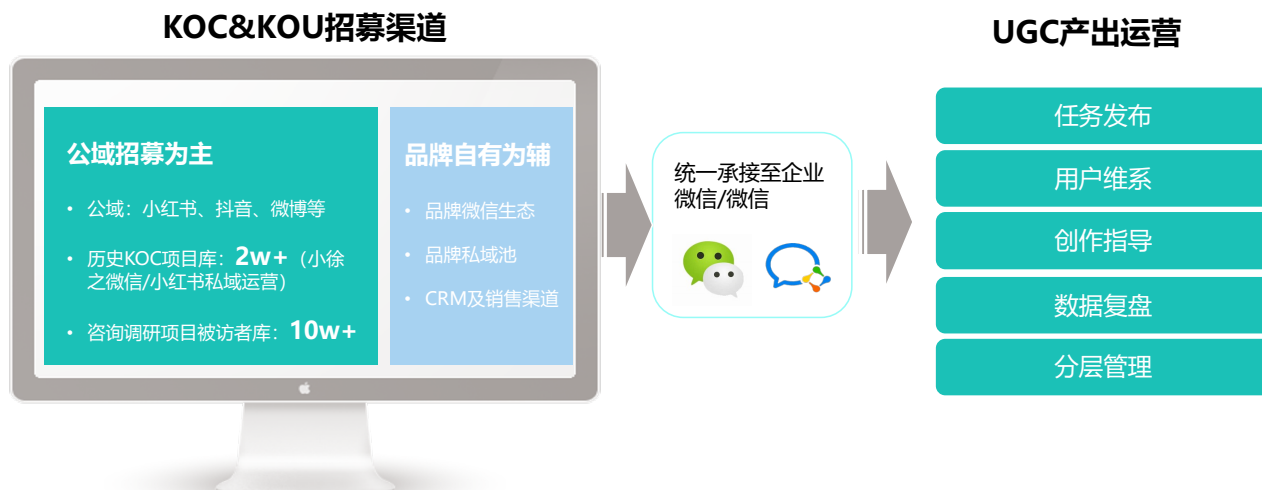 KOC&KOU招募渠道
公域招募为主
• 公域：小红书、抖音、微博等
• 历史KOC项目库：2w+（小徐
之微信/小红书私域运营）
• 咨询调研项目被访者库：10w+
品牌自有为辅
• 品牌微信生态
• 品牌私域池
• CRM及销售渠道
统一承接至企业
微信/微信
UGC产出运营
任务发布
用户维系
创作指导
数据复盘
分层管理